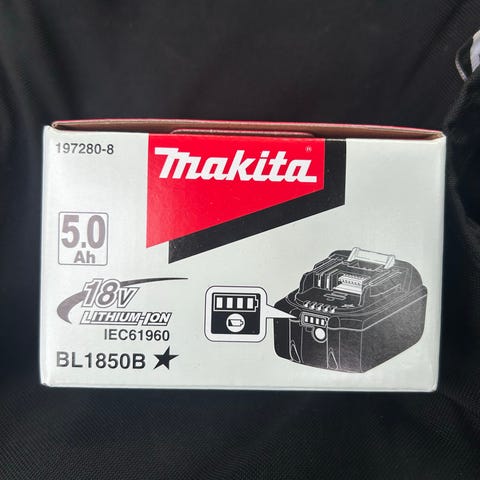 197280-8
makita®
5.0
Ah
18V
LITHIUM-ION
IEC61960
BL1850B ★